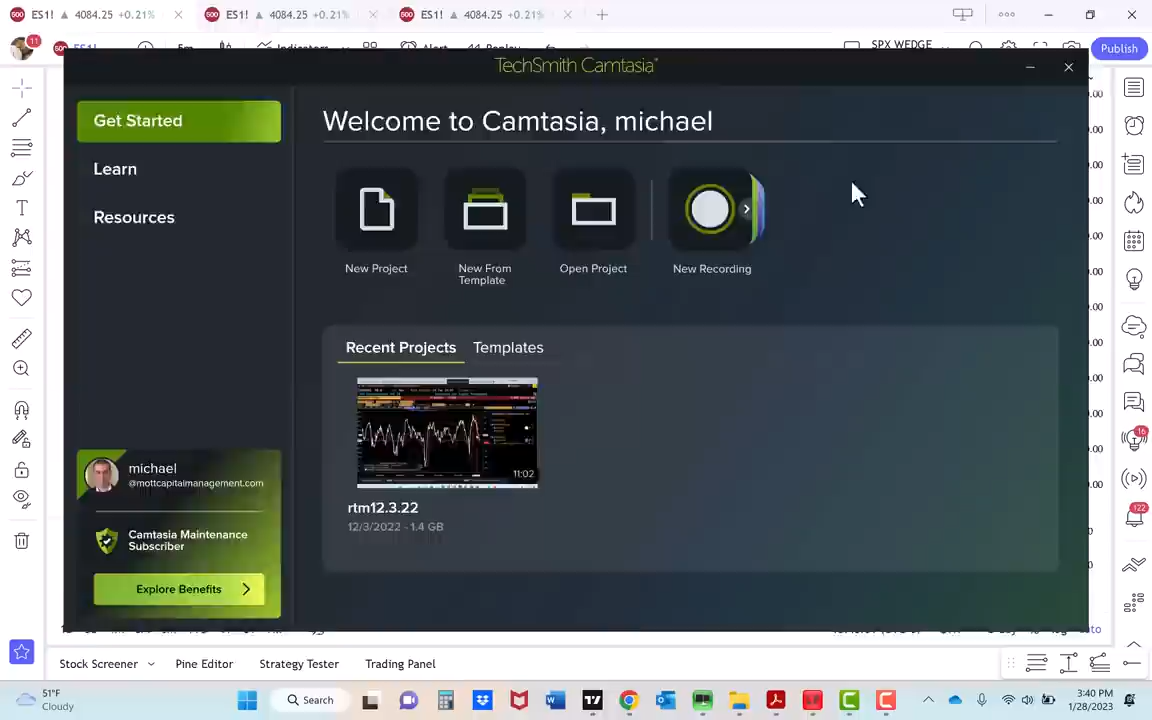 ES1! ▲ 4084.25 +0.21%
ES1! ▲ 4084.25 +0.21%
ES1! ▲ 4084.25 +0.21%
11
SPX WEDGE
Publish
TechSmith Camtasia
Get Started
Learn
Resources
Welcome to Camtasia, michael
New Project
New From
Template
Open Project
New Recording
Recent Projects
Templates
11:02
rtm12.3.22
12/3/2022 - 1.4 GB
michael
@mottcapitalmanagement.com
Camtasia Maintenance
Subscriber
Explore Benefits
16
122
Stock Screener
Pine Editor
Strategy Tester
Trading Panel
51°F
Cloudy
Search
3:40 PM
1/28/2023